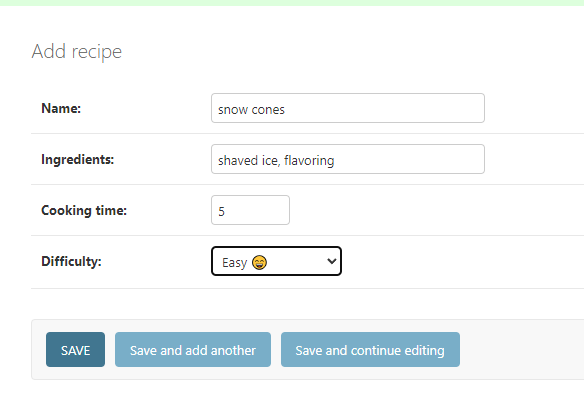 Add recipe
Name: snow cones
Ingredients: shaved ice, flavoring
Cooking time: 5
Difficulty: Easy 😄
SAVE Save and add another Save and continue editing